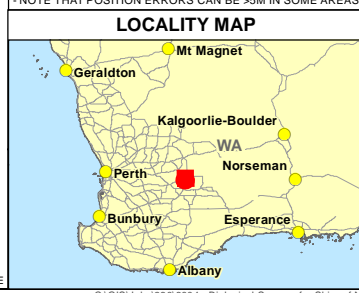 - NOTE THAT POSITION ERRORS CAN BE >5M IN SOME AREAS
LOCALITY MAP
Mt Magnet
Geraldton
Kalgoorlie-Boulder
WA
Norseman
Perth
Bunbury
Esperance
Albany
E